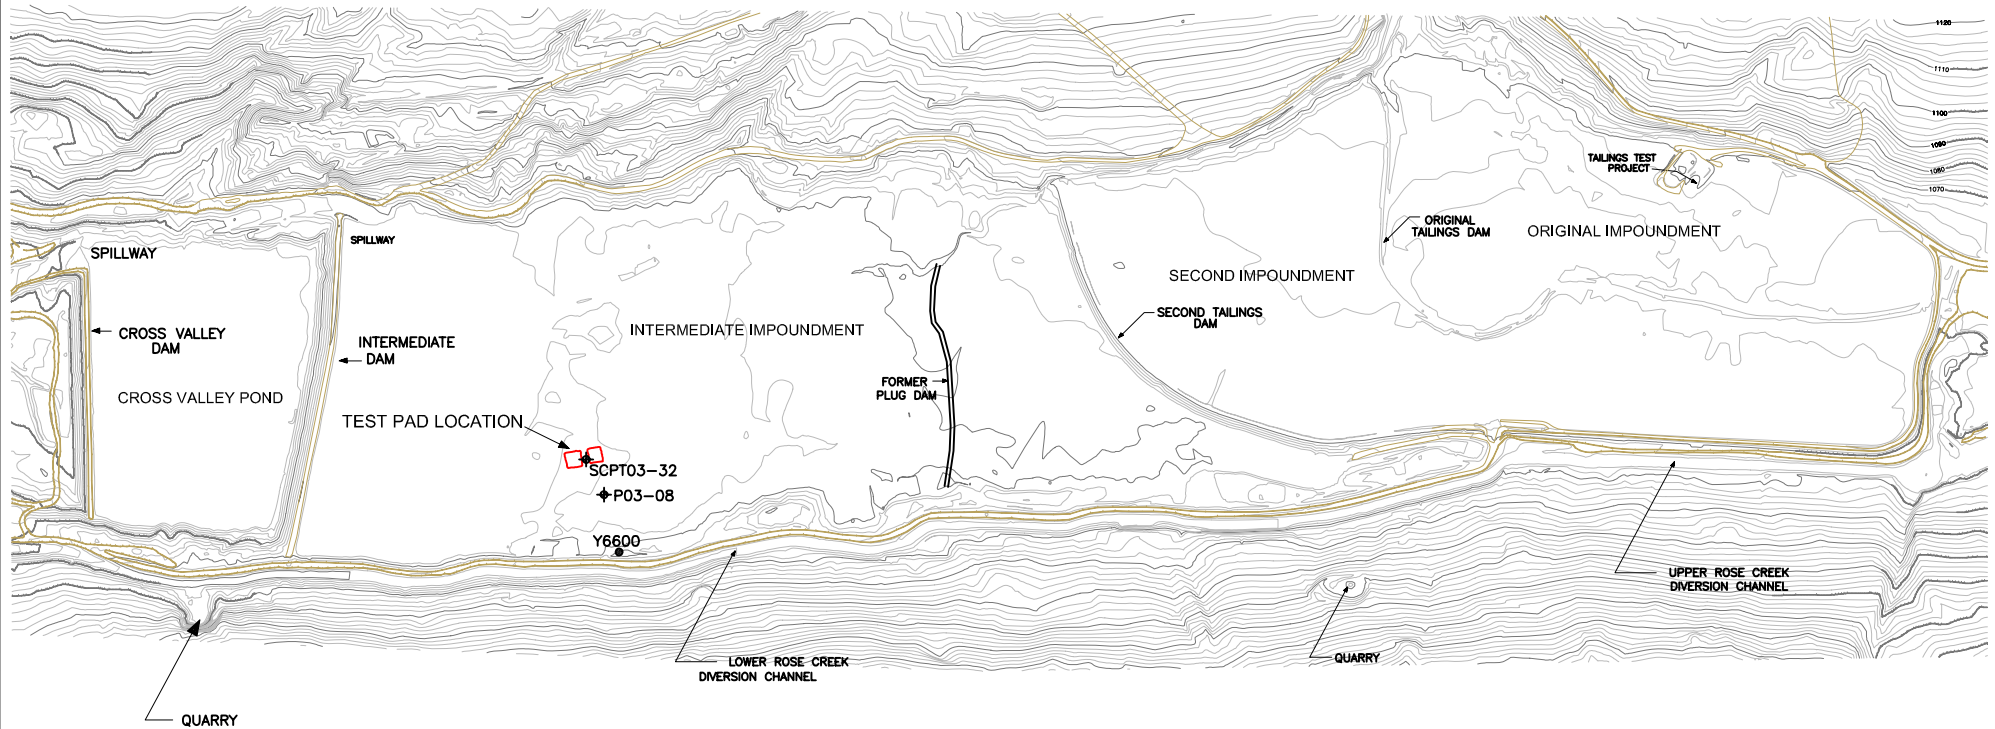 1120
1110
1100
1090
1080
1070
TAILINGS TEST
PROJECT
ORIGINAL
TAILINGS DAM
ORIGINAL IMPOUNDMENT
SPILLWAY
SPILLWAY
SECOND IMPOUNDMENT
SECOND TAILINGS
DAM
CROSS VALLEY
DAM
INTERMEDIATE
DAM
INTERMEDIATE IMPOUNDMENT
FORMER
PLUG DAM
CROSS VALLEY POND
TEST PAD LOCATION
SCPT03-32
P03-08
Y6600
UPPER ROSE CREEK
DIVERSION CHANNEL
LOWER ROSE CREEK
DIVERSION CHANNEL
QUARRY
QUARRY